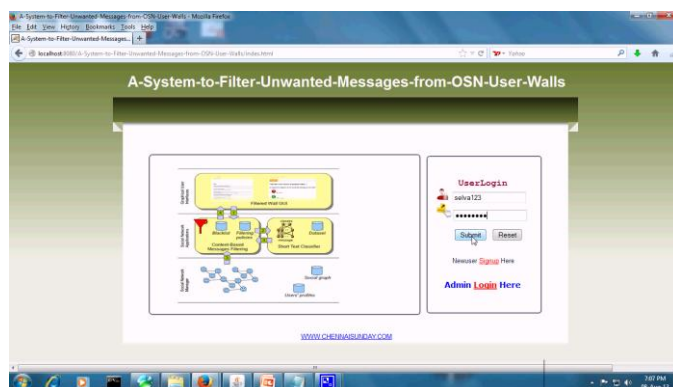 A-System-to-Filter-Unwanted-Messages-from-OSN-User-Walls - Mozilla Firefox
File Edit View History Bookmarks Tools Help
A-System-to-Filter-Unwanted-Messages...
localhost:8080/A-System-to-Filter-Unwanted-Messages-from-OSN-User-Walls/index.html
Yahoo
A-System-to-Filter-Unwanted-Messages-from-OSN-User-Walls
Filtered Wall GUI
Blacklist
Filtering
Dataset
Content-Based
Messages Filtering
Short Text Classifier
Social graph
Users' profiles
UserLogin
selva123
Submit Reset
Newuser Signup Here
Admin Login Here
WWW.CHENNAISUNDAY.COM
7:07 PM